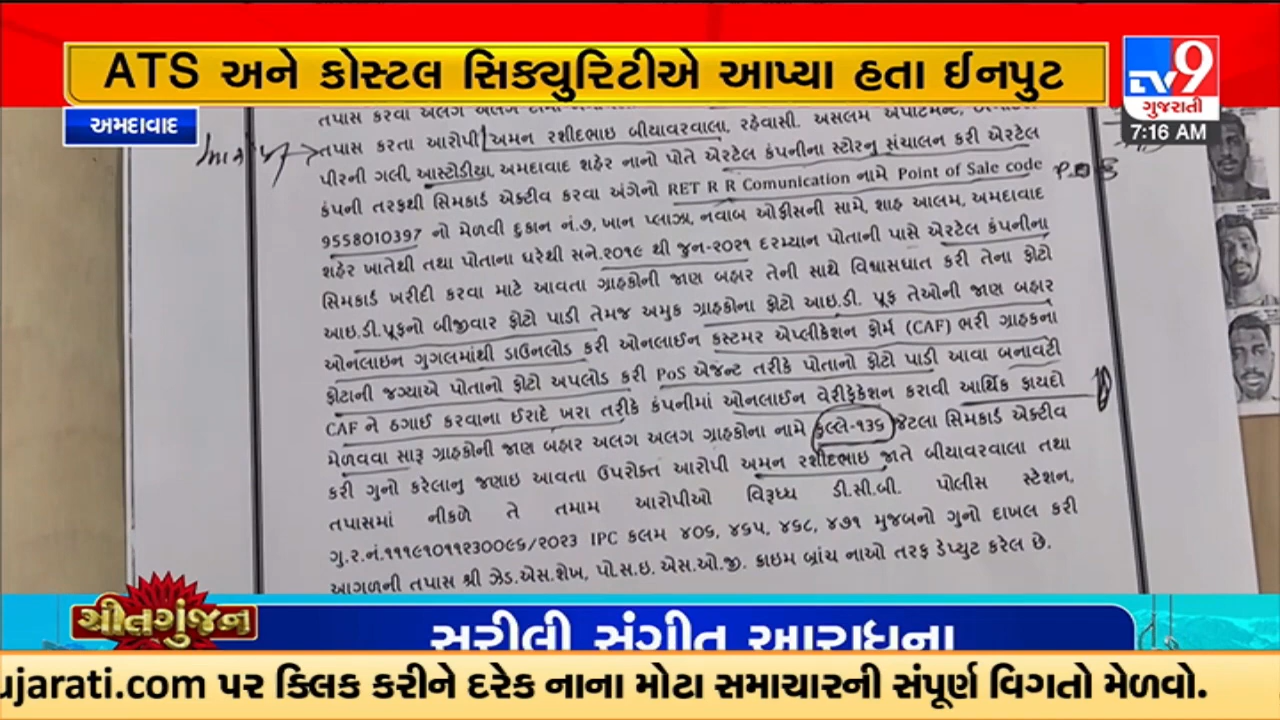 ATS અને કોસ્ટલ સિક્યુરિટીએ આપ્યા હતા ઈનપુટ
TV9
ગુજરાતી
7:16 AM
અમદાવાદ
તપાસ કરવા અલગ અલગ
તપાસ કરતા આરોપી અમન રશીદભાઇ બીયાવરવાલા, રહેવાસી. અસલમ એપાર્ટમેન્ટ,
પીરની ગલી, આસ્ટોડીયા, અમદાવાદ શહેર નાનો પોતે એરટેલ કંપનીના સ્ટોરનુ સંચાલન કરી એરટેલ
કંપની તરફથી સિમકાર્ડ એક્ટીવ કરવા અંગેનો RET R R Comunication નામે Point of Sale code
P.O.S
9558010397 નો મેળવી દુકાન નં.૭, ખાન પ્લાઝા, નવાબ ઓફીસની સામે, શાહ આલમ, અમદાવાદ
શહેર ખાતેથી તથા પોતાના ઘરેથી સને.૨૦૧૯ થી જુન-૨૦૨૧ દરમ્યાન પોતાની પાસે એરટેલ કંપનીના
સિમકાર્ડ ખરીદી કરવા માટે આવતા ગ્રાહકોની જાણ બહાર તેની સાથે વિશ્વાસઘાત કરી તેના ફોટો
આઇ.ડી.પૂફનો બીજીવાર ફોટો પાડી તેમજ અમુક ગ્રાહકોના ફોટો આઇ.ડી. પૂફ તેઓની જાણ બહાર
ઓનલાઇન ગુગલમાંથી ડાઉનલોડ કરી ઓનલાઈન કસ્ટમર એપ્લીકેશન ફોર્મ (CAF) ભરી ગ્રાહકના
ફોટાની જગ્યાએ પોતાનો ફોટો અપલોડ કરી PoS એજન્ટ તરીકે પોતાનો ફોટો પાડી આવા બનાવટી
CAF ને ઠગાઈ કરવાના ઈરાદે ખરા તરીકે કંપનીમાં ઓનલાઇન વેરીફેકેશન કરાવી આર્થિક ફાયદો
મેળવવા સારૂ ગ્રાહકોની જાણ બહાર અલગ અલગ ગ્રાહકોના નામે કુલ્લે-૧૩૬ જેટલા સિમકાર્ડ એક્ટીવ
કરી ગુનો કરેલાનુ જણાઇ આવતા ઉપરોક્ત આરોપી અમન રશીદભાઇ જાતે બીયાવરવાલા તથા
તપાસમાં નીકળે તે તમામ આરોપીઓ વિરૂધ્ધ ડી.સી.બી. પોલીસ સ્ટેશન,
ગુ.ર.નં.૧૧૧૯૧૦૧૧૨૩૦૦૯૬/૨૦૨૩ IPC કલમ ૪૦૬, ૪૬૫, ૪૬૮, ૪૭૧ મુજબનો ગુનો દાખલ કરી
આગળની તપાસ શ્રી ઝેડ.એસ.શેખ, પો.સ.ઇ. એસ.ઓ.જી. ક્રાઇમ બ્રાંચ નાઓ તરફ ડેપ્યુટ કરેલ છે.
ગીતગુંજન
સુરીલી સંગીત આરાધના
ujarati.com પર ક્લિક કરીને દરેક નાના મોટા સમાચારની સંપૂર્ણ વિગતો મેળવો.